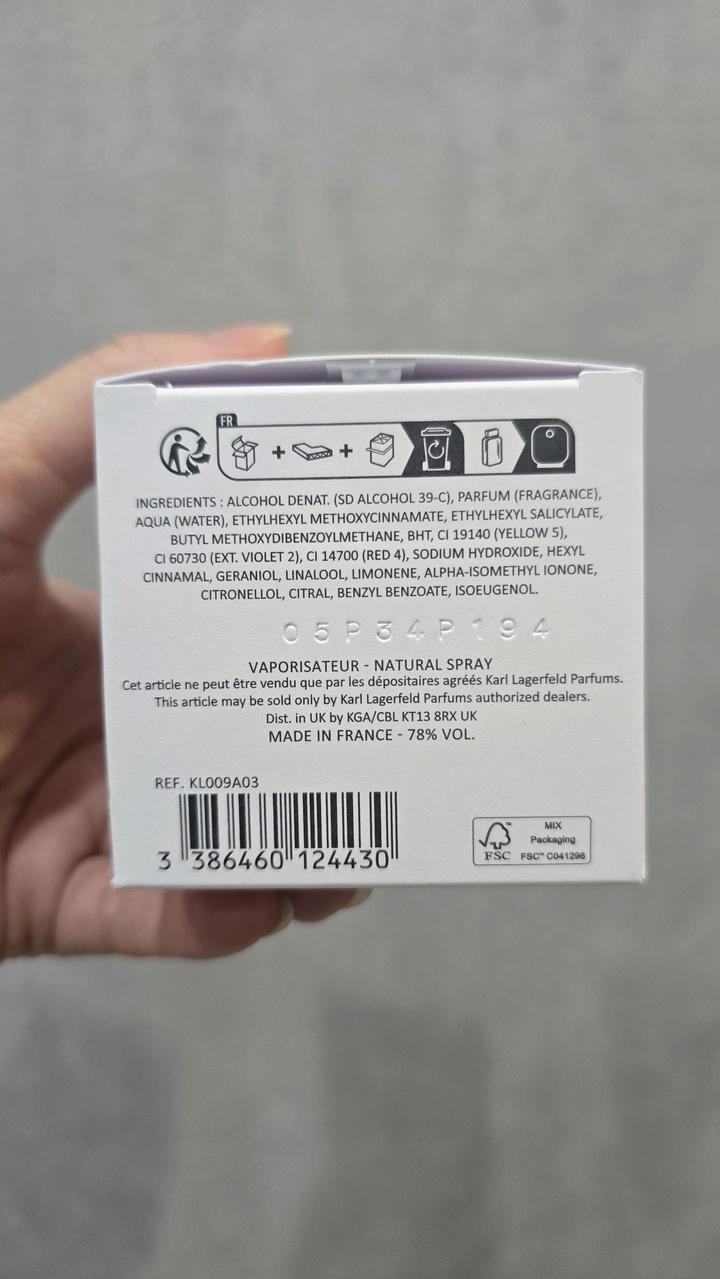 FR
INGREDIENTS : ALCOHOL DENAT. (SD ALCOHOL 39-C), PARFUM (FRAGRANCE),
AQUA (WATER), ETHYLHEXYL METHOXYCINNAMATE, ETHYLHEXYL SALICYLATE,
BUTYL METHOXYDIBENZOYLMETHANE, BHT, CI 19140 (YELLOW 5),
CI 60730 (EXT. VIOLET 2), CI 14700 (RED 4), SODIUM HYDROXIDE, HEXYL
CINNAMAL, GERANIOL, LINALOOL, LIMONENE, ALPHA-ISOMETHYL IONONE,
CITRONELLOL, CITRAL, BENZYL BENZOATE, ISOEUGENOL.
05P34P194
VAPORISATEUR - NATURAL SPRAY
Cet article ne peut être vendu que par les dépositaires agréés Karl Lagerfeld Parfums.
This article may be sold only by Karl Lagerfeld Parfums authorized dealers.
Dist. in UK by KGA/CBL KT13 8RX UK
MADE IN FRANCE - 78% VOL.
REF. KL009A03
3 386460 124430
MIX
Packaging
FSC FSC™ C041296